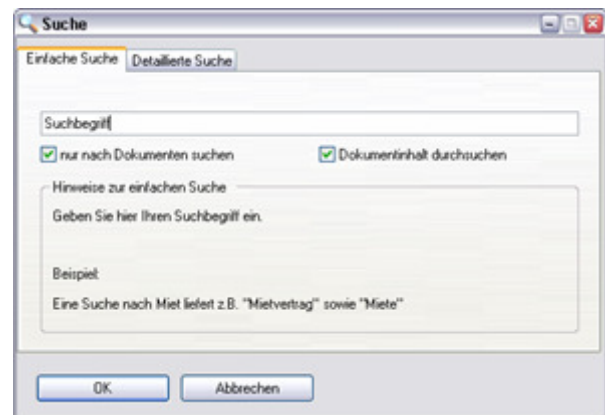 Suche
Einfache Suche Detaillierte Suche
Suchbegriff
nur nach Dokumenten suchen Dokumentinhalt durchsuchen
Hinweise zur einfachen Suche
Geben Sie hier Ihren Suchbegriff ein.
Beispiel:
Eine Suche nach Miet liefert z.B. "Mietvertrag" sowie "Miete"
OK Abbrechen